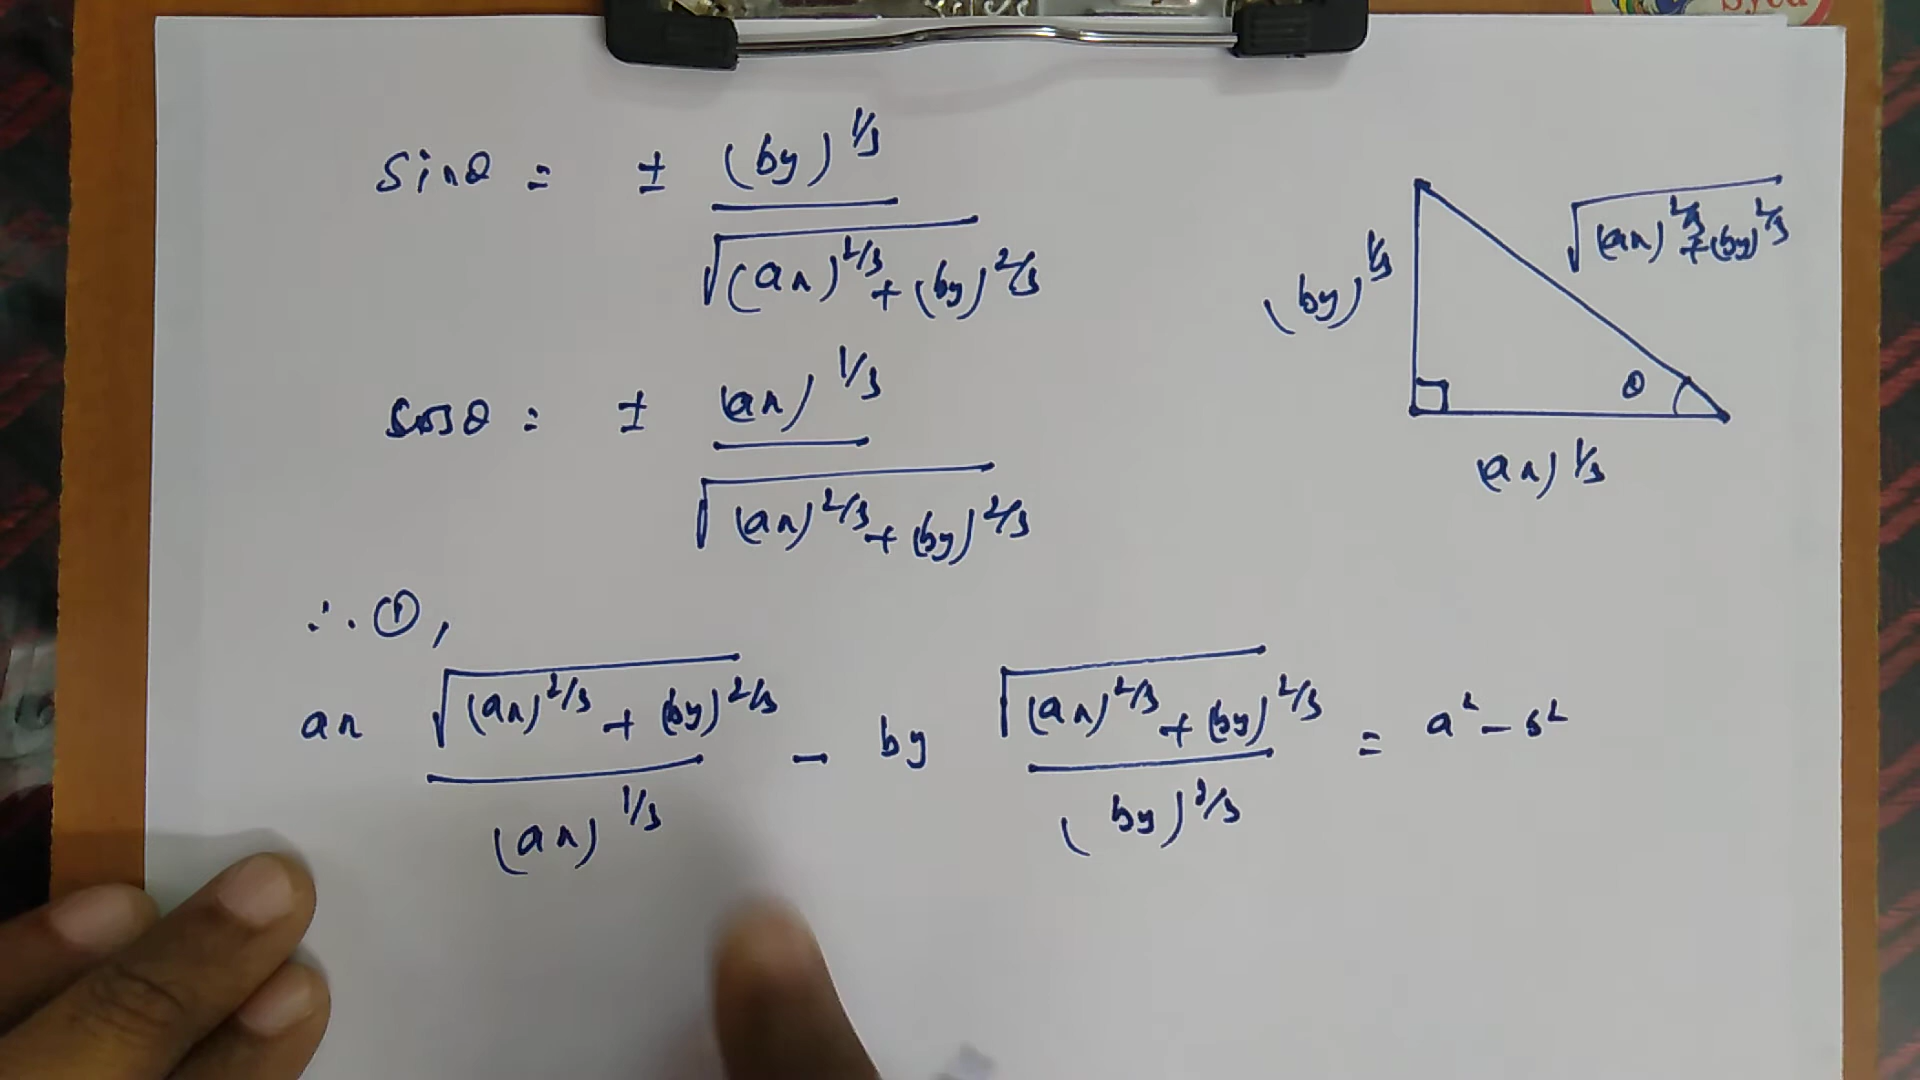 sinθ = ± (by)^1/3 / √((ax)^2/3 + (by)^2/3)
cosθ = ± (ax)^1/3 / √((ax)^2/3 + (by)^2/3)
√((ax)^2/3 + (by)^2/3)
(by)^1/3
θ
(ax)^1/3
∴ ①,
ax √((ax)^2/3 + (by)^2/3) / (ax)^1/3 - by √((ax)^2/3 + (by)^2/3) / (by)^1/3 = a² - b²